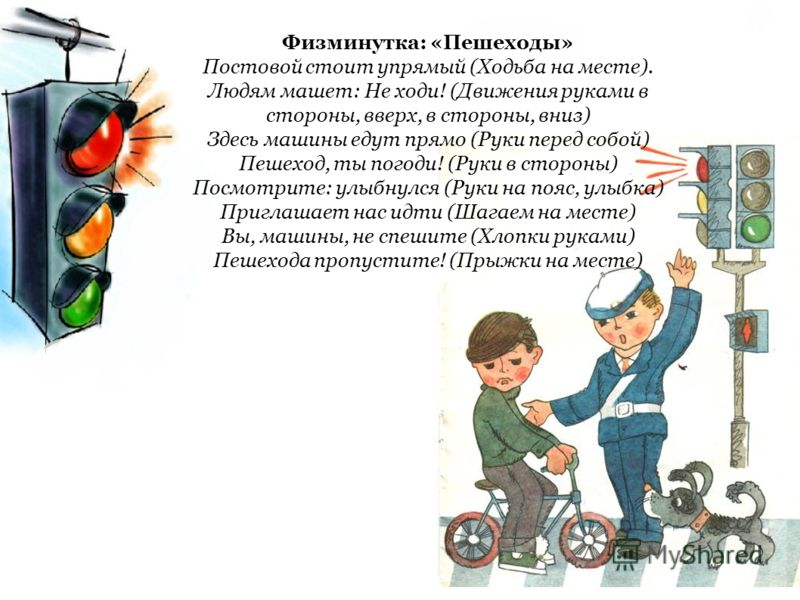 Физминутка: «Пешеходы»
Постовой стоит упрямый (Ходьба на месте).
Людям машет: Не ходи! (Движения руками в
стороны, вверх, в стороны, вниз)
Здесь машины едут прямо (Руки перед собой)
Пешеход, ты погоди! (Руки в стороны)
Посмотрите: улыбнулся (Руки на пояс, улыбка)
Приглашает нас идти (Шагаем на месте)
Вы, машины, не спешите (Хлопки руками)
Пешехода пропустите! (Прыжки на месте)
MyShared